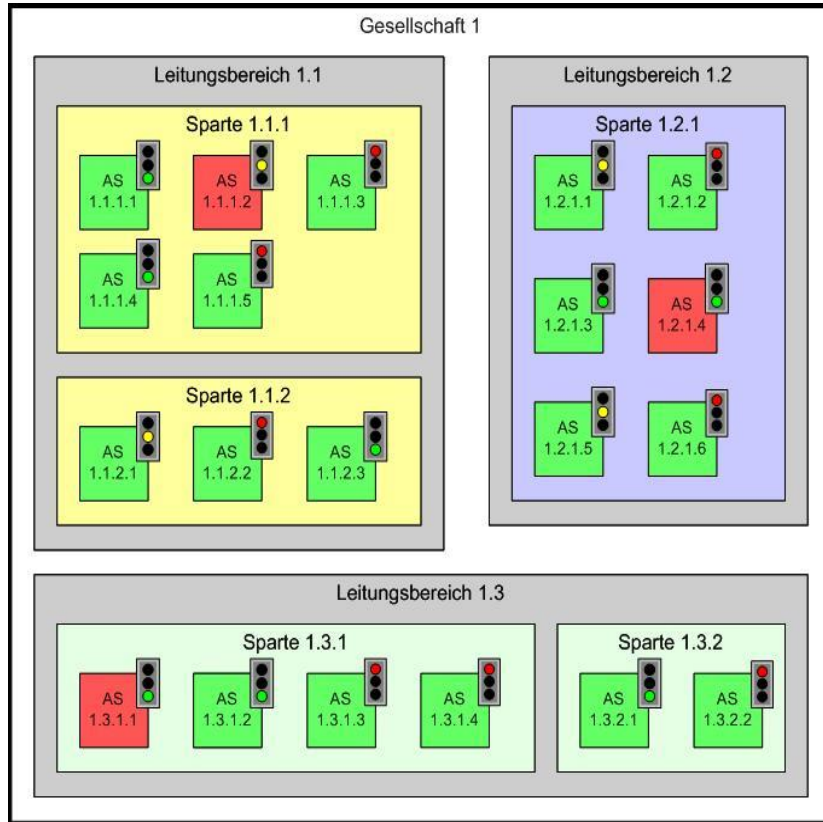 Gesellschaft 1
Leitungsbereich 1.1
Sparte 1.1.1
AS
1.1.1.1
AS
1.1.1.2
AS
1.1.1.3
AS
1.1.1.4
AS
1.1.1.5
Sparte 1.1.2
AS
1.1.2.1
AS
1.1.2.2
AS
1.1.2.3
Leitungsbereich 1.2
Sparte 1.2.1
AS
1.2.1.1
AS
1.2.1.2
AS
1.2.1.3
AS
1.2.1.4
AS
1.2.1.5
AS
1.2.1.6
Leitungsbereich 1.3
Sparte 1.3.1
AS
1.3.1.1
AS
1.3.1.2
AS
1.3.1.3
AS
1.3.1.4
Sparte 1.3.2
AS
1.3.2.1
AS
1.3.2.2